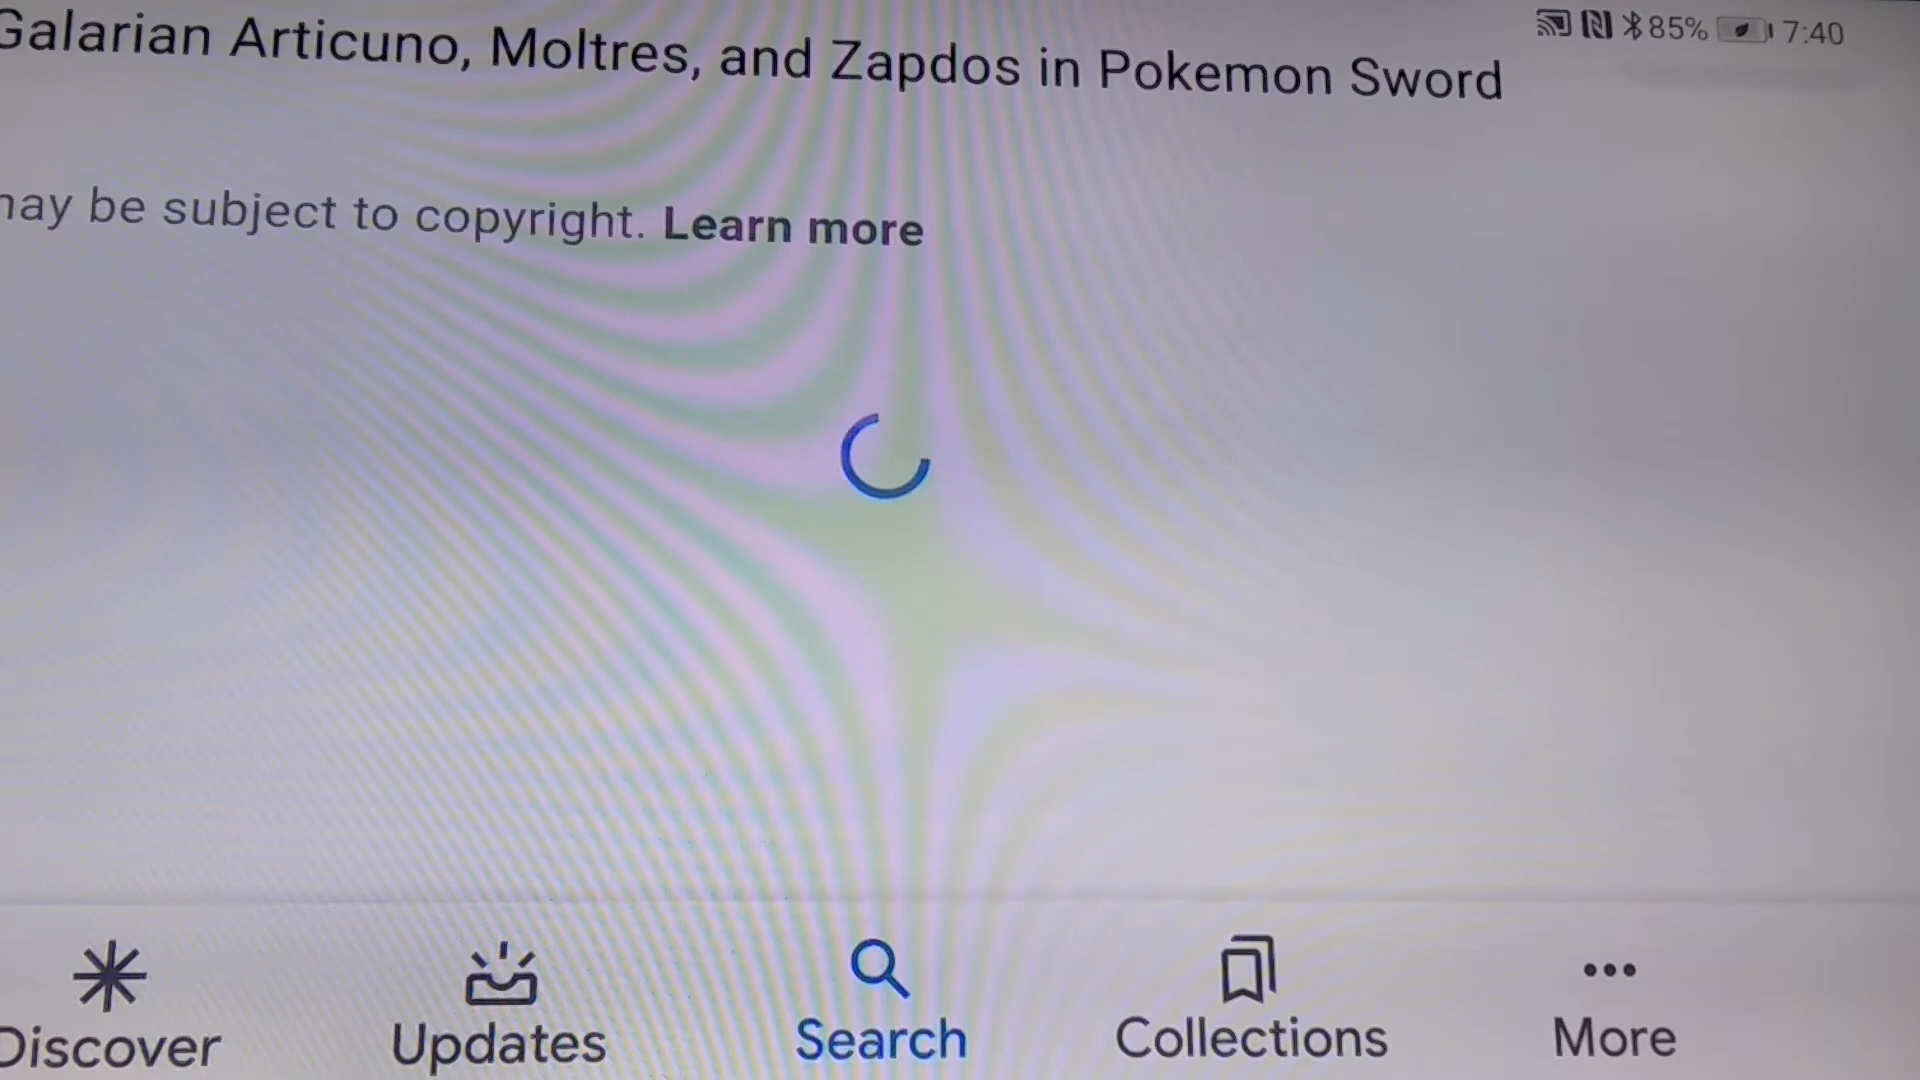 Galarian Articuno, Moltres, and Zapdos in Pokemon Sword
85% 7:40
may be subject to copyright. Learn more
Discover Updates Search Collections More